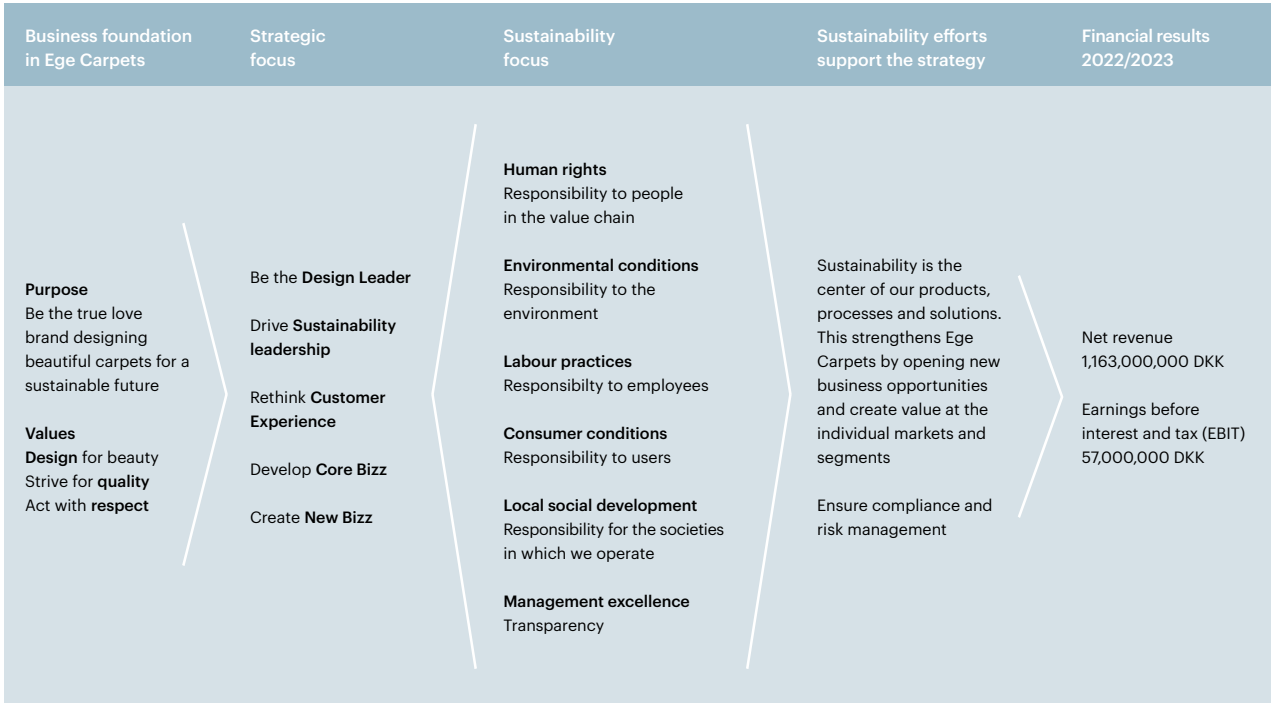 Business foundation
in Ege Carpets
Strategic
focus
Sustainability
focus
Sustainability efforts
support the strategy
Financial results
2022/2023
Purpose
Be the true love
brand designing
beautiful carpets for a
sustainable future
Values
Design for beauty
Strive for quality
Act with respect
Be the Design Leader
Drive Sustainability
leadership
Rethink Customer
Experience
Develop Core Bizz
Create New Bizz
Human rights
Responsibility to people
in the value chain
Environmental conditions
Responsibility to the
environment
Labour practices
Responsibilty to employees
Consumer conditions
Responsibility to users
Local social development
Responsibility for the societies
in which we operate
Management excellence
Transparency
Sustainability is the
center of our products,
processes and solutions.
This strengthens Ege
Carpets by opening new
business opportunities
and create value at the
individual markets and
segments
Ensure compliance and
risk management
Net revenue
1,163,000,000 DKK
Earnings before
interest and tax (EBIT)
57,000,000 DKK